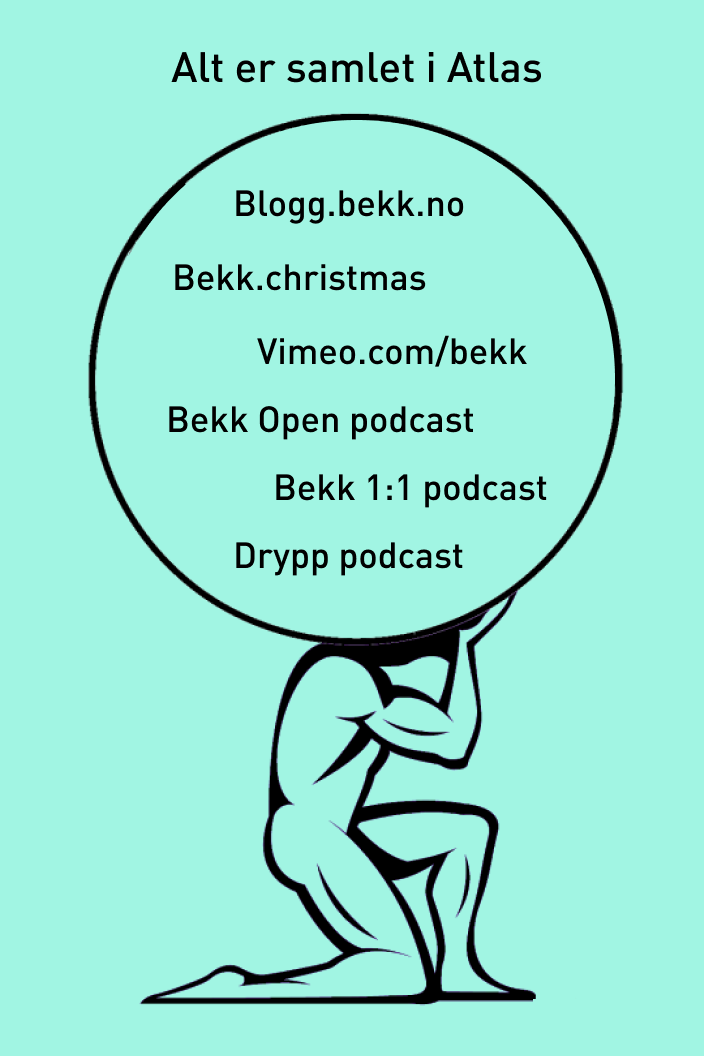 Alt er samlet i Atlas
Blogg.bekk.no
Bekk.christmas
Vimeo.com/bekk
Bekk Open podcast
Bekk 1:1 podcast
Drypp podcast